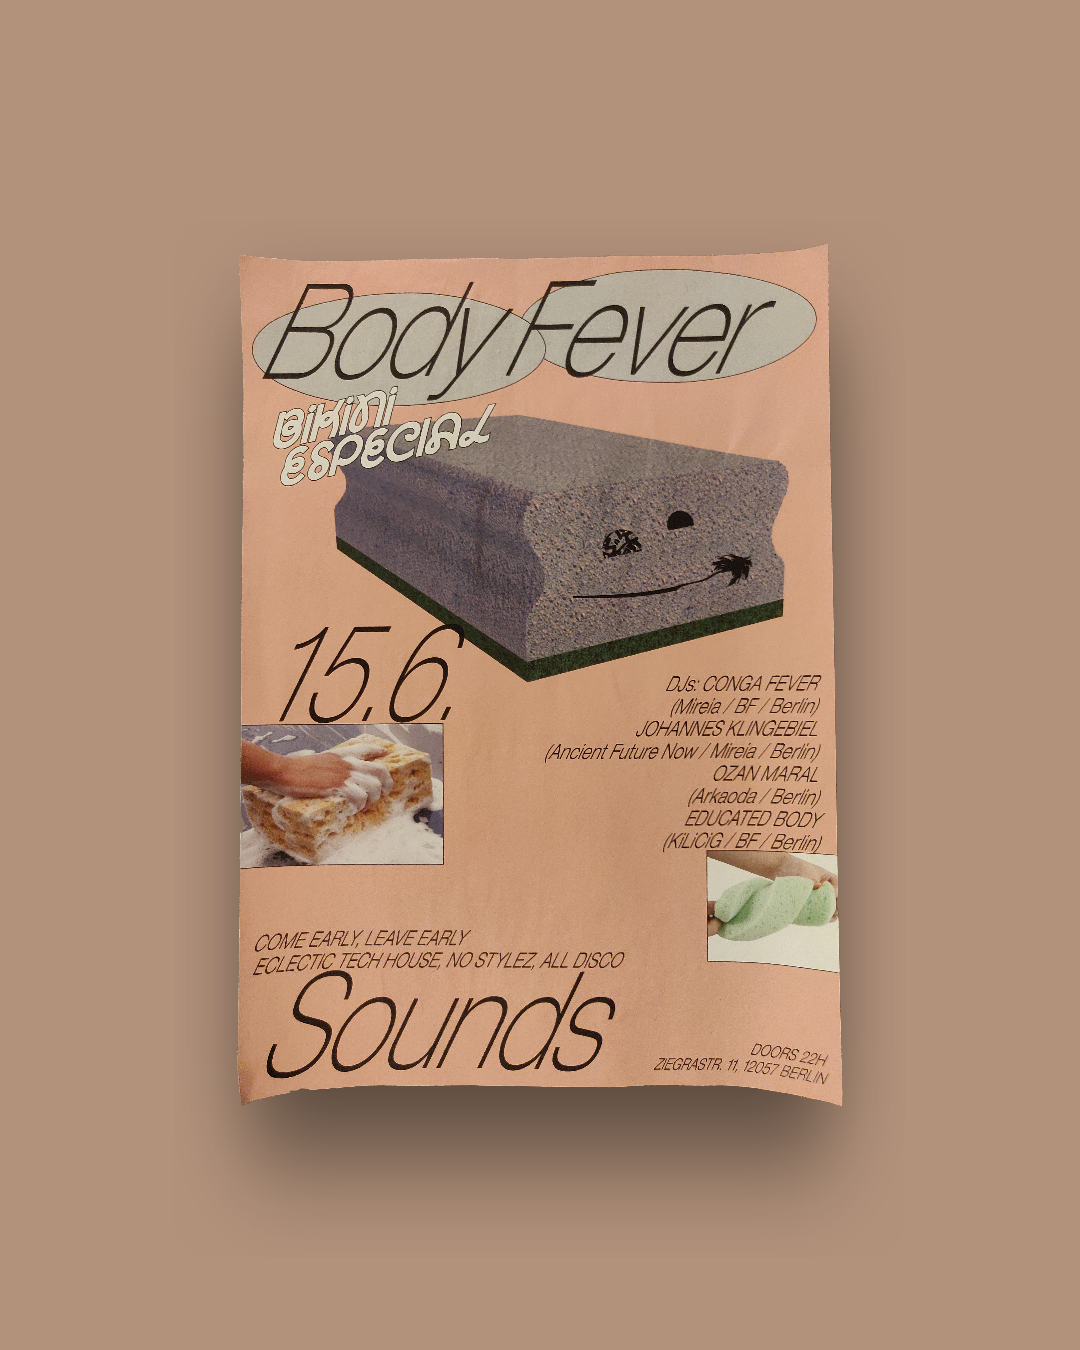 Body Fever
BiKiNi
ESPECIAL
15.6.
DJs: CONGA FEVER
(Mireia / BF / Berlin)
JOHANNES KLINGEBIEL
(Ancient Future Now / Mireia / Berlin)
OZAN MARAL
(Arkaoda / Berlin)
EDUCATED BODY
(KiLiCiG / BF / Berlin)
COME EARLY, LEAVE EARLY
ECLECTIC TECH HOUSE, NO STYLEZ, ALL DISCO
Sounds
DOORS 22H
ZIEGRASTR. 11, 12057 BERLIN